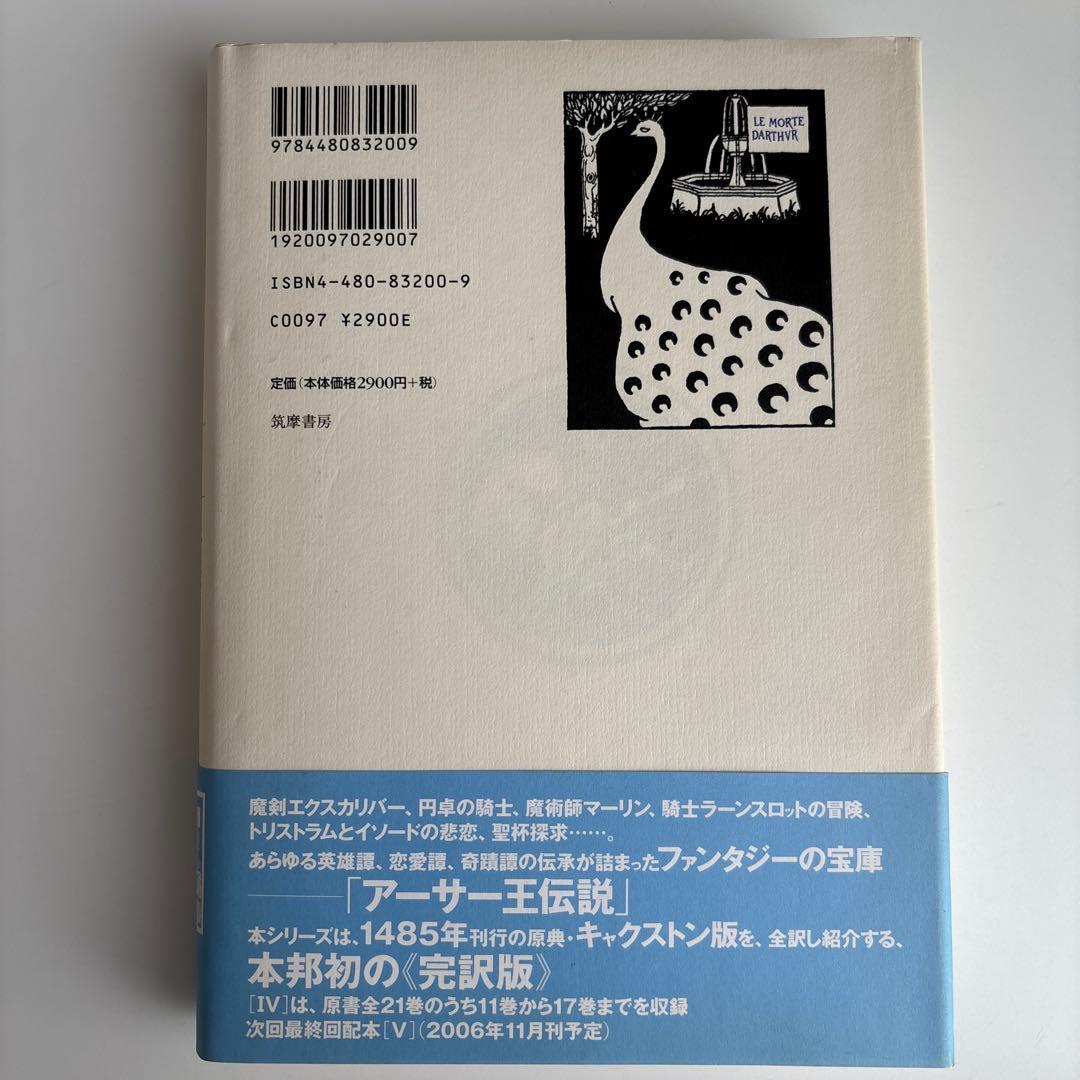 9784480832009
1920097029007
ISBN4-480-83200-9
C0097 ¥2900E
定価(本体価格2900円+税)
筑摩書房
LE MORTE
DARTHVR
魔剣エクスカリバー、円卓の騎士、魔術師マーリン、騎士ラーンスロットの冒険、
トリストラムとイソードの悲恋、聖杯探求……。
あらゆる英雄譚、恋愛譚、奇蹟譚の伝承が詰まったファンタジーの宝庫
――「アーサー王伝説」
本シリーズは、1485年刊行の原典・キャクストン版を、全訳し紹介する、
本邦初の《完訳版》
[IV]は、原書全21巻のうち11巻から17巻までを収録
次回最終回配本[V](2006年11月刊予定)